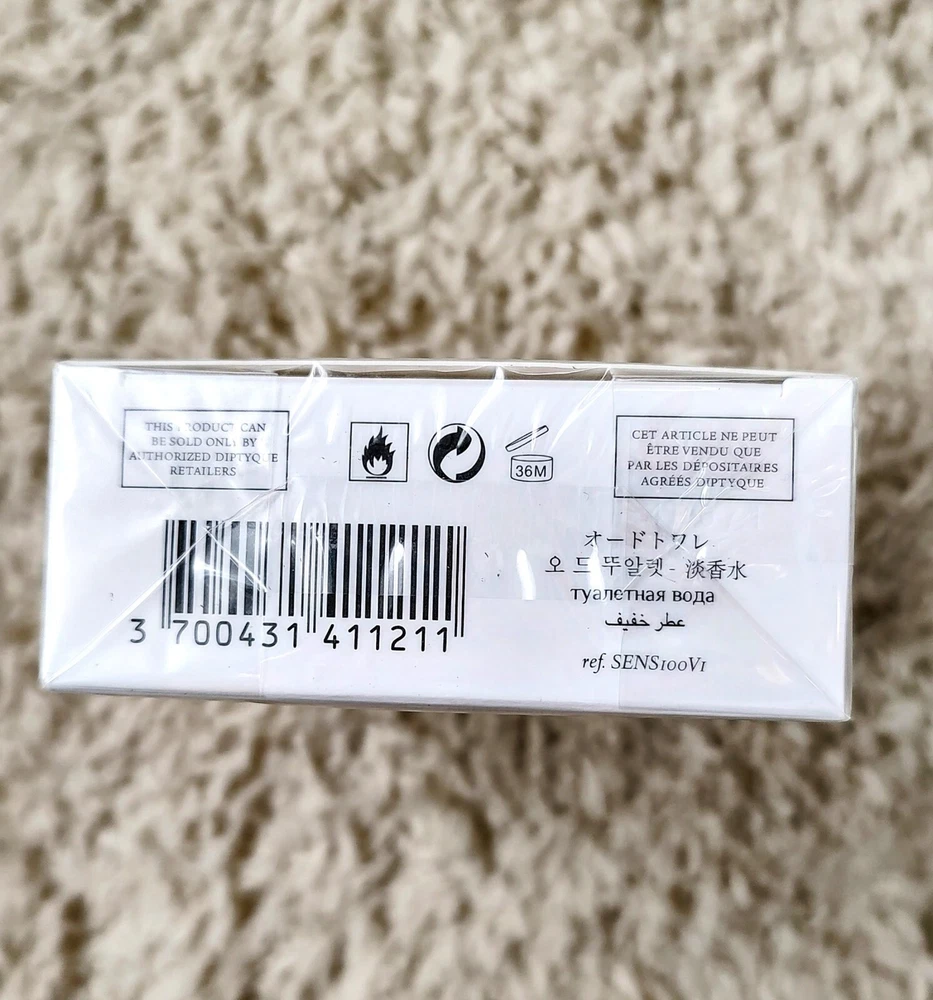 THIS PRODUCT CAN
BE SOLD ONLY BY
AUTHORIZED DIPTYQUE
RETAILERS
36M
CET ARTICLE NE PEUT
ÊTRE VENDU QUE
PAR LES DÉPOSITAIRES
AGRÉÉS DIPTYQUE
オードトワレ
오 드 뚜알렛 - 淡香水
туалетная вода
عطر خفيف
ref. SENS100V1
3 700431 411211